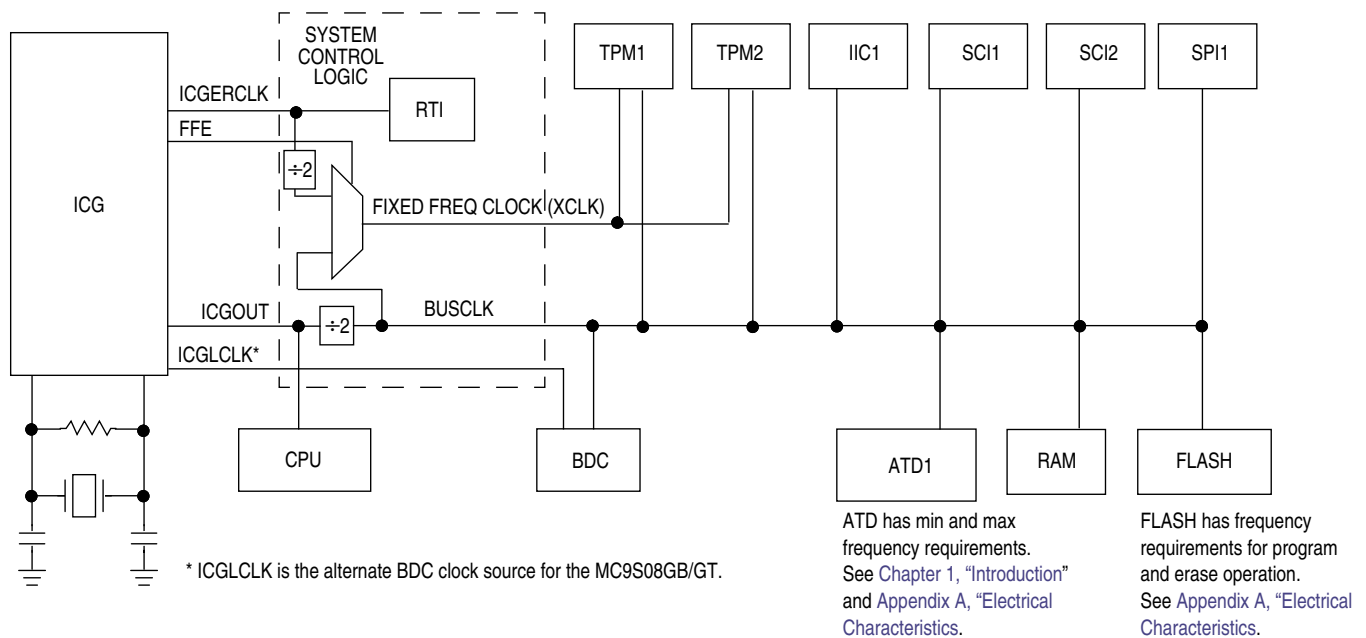 SYSTEM
CONTROL
LOGIC
TPM1
TPM2
IIC1
SCI1
SCI2
SPI1
ICGERCLK
RTI
FFE
÷2
ICG
FIXED FREQ CLOCK (XCLK)
ICGOUT
÷2
BUSCLK
ICGLCLK*
CPU
BDC
ATD1
RAM
FLASH
ATD has min and max
frequency requirements.
See Chapter 1, “Introduction”
and Appendix A, “Electrical
Characteristics.
FLASH has frequency
requirements for program
and erase operation.
See Appendix A, “Electrical
Characteristics.
* ICGLCLK is the alternate BDC clock source for the MC9S08GB/GT.